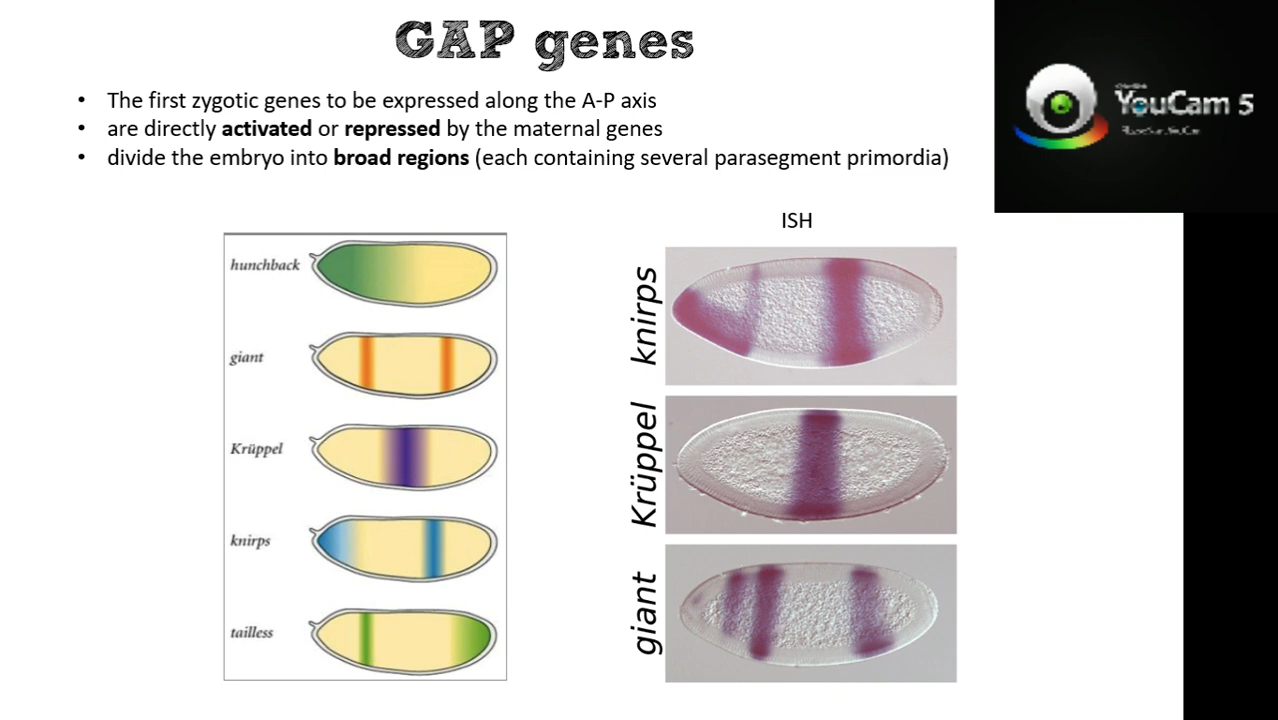 GAP genes
• The first zygotic genes to be expressed along the A-P axis
• are directly activated or repressed by the maternal genes
• divide the embryo into broad regions (each containing several parasegment primordia)
YouCam 5
ISH
hunchback
giant
Krüppel
knirps
tailless
knirps
Krüppel
giant